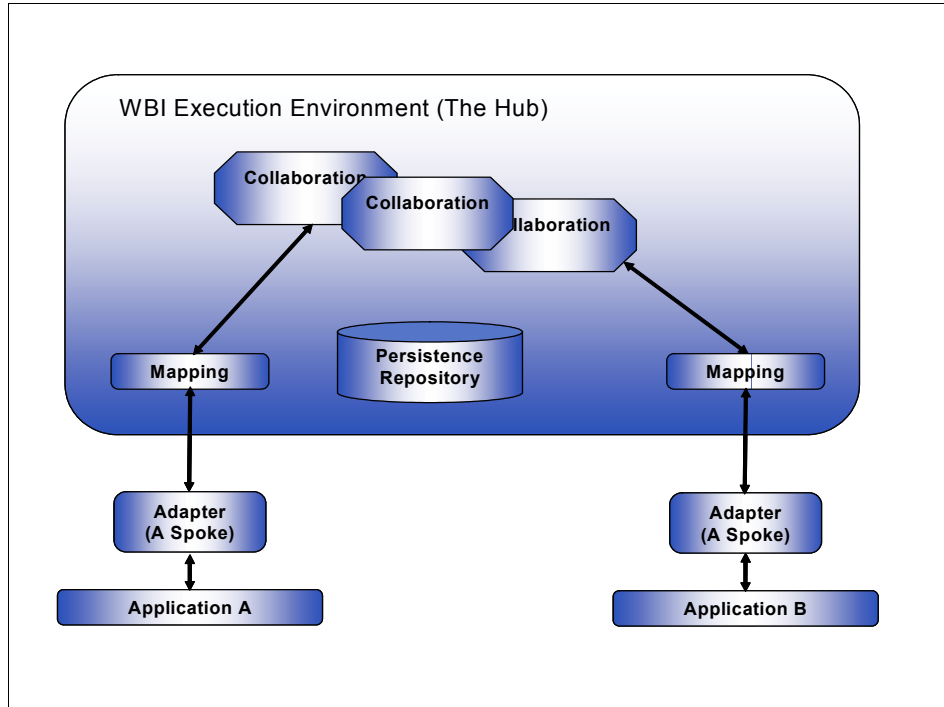 WBI Execution Environment (The Hub)
Collaboration
Collaboration
llaboration
Persistence
Repository
Mapping
Mapping
Adapter
(A Spoke)
Adapter
(A Spoke)
Application A
Application B